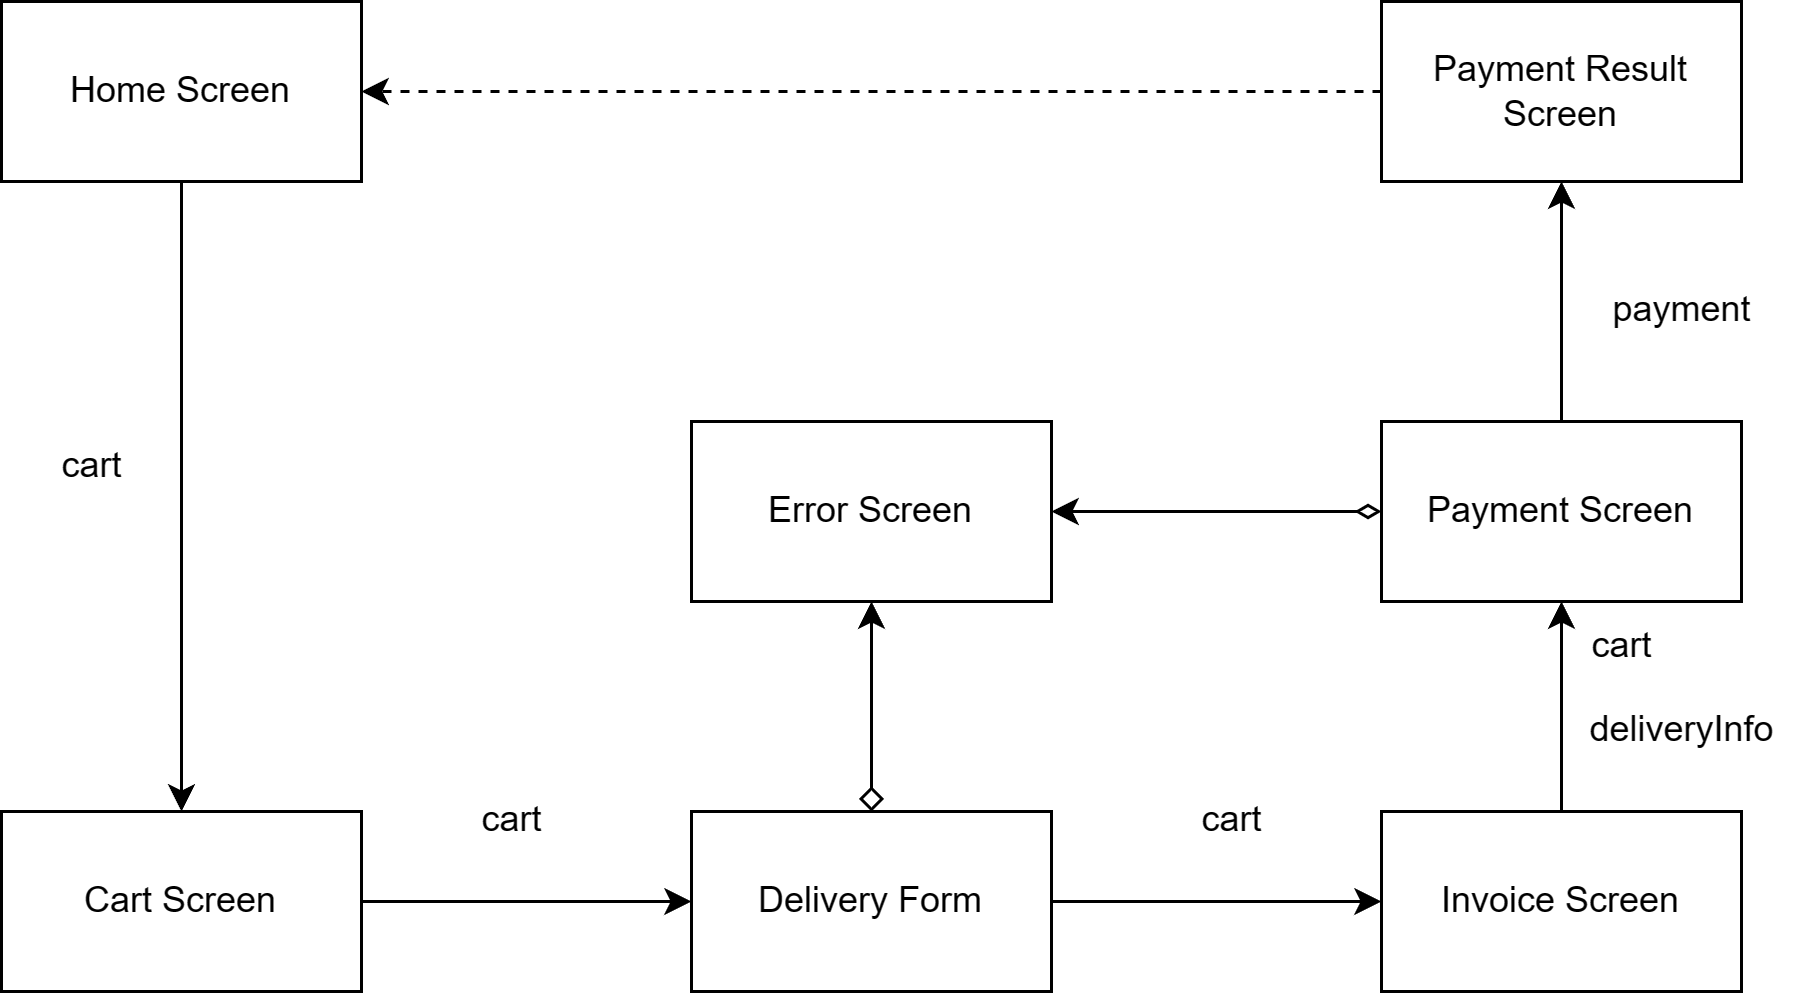 Home Screen
Payment Result
Screen
payment
cart
Error Screen
Payment Screen
cart
deliveryInfo
cart
cart
Cart Screen
Delivery Form
Invoice Screen